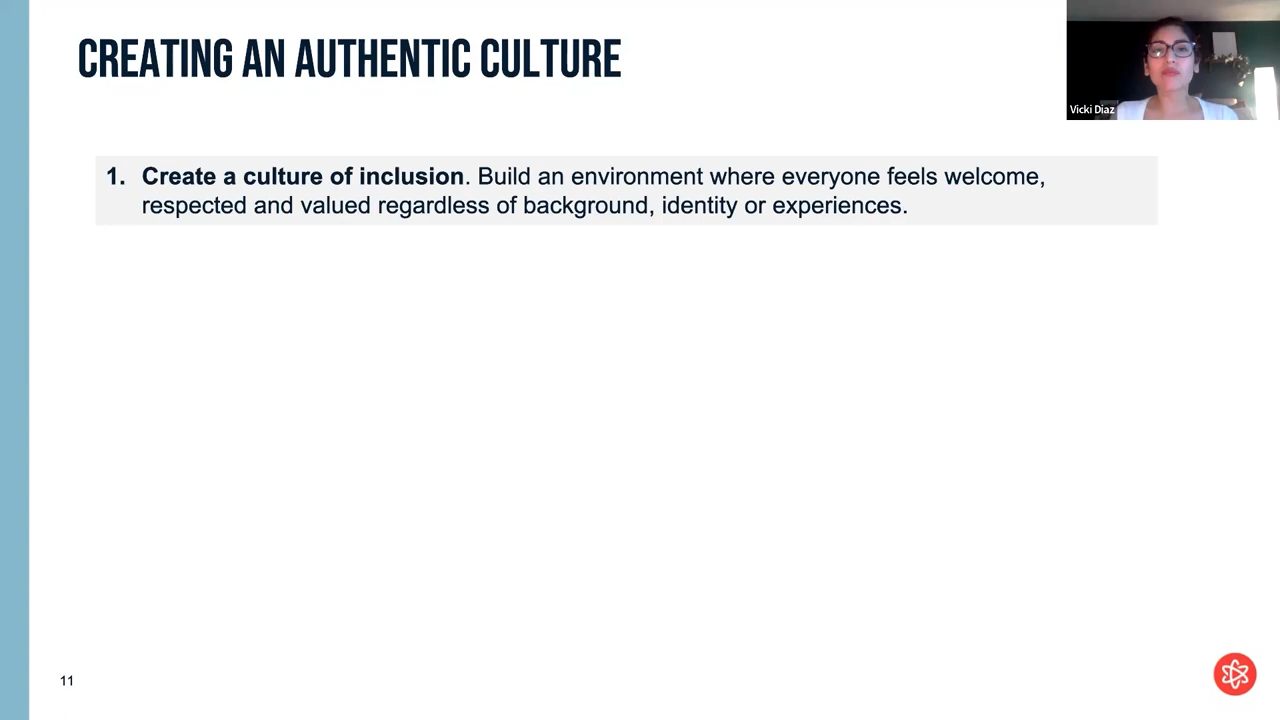 CREATING AN AUTHENTIC CULTURE
Vicki Diaz
1. Create a culture of inclusion. Build an environment where everyone feels welcome,
respected and valued regardless of background, identity or experiences.
11